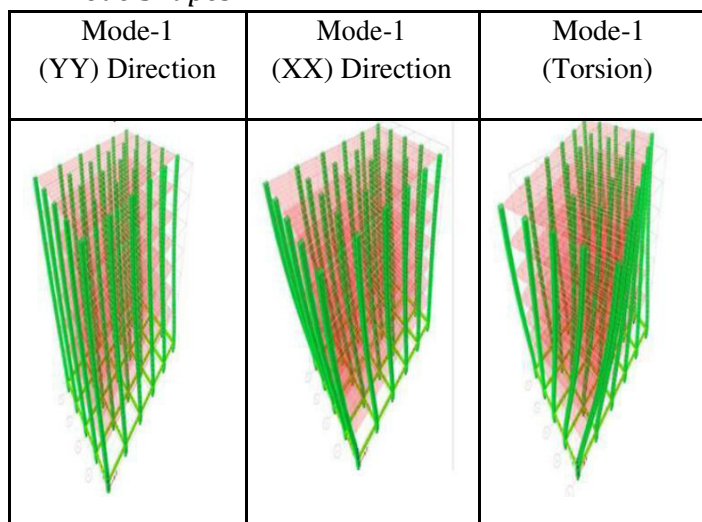 Mode-1
(YY) Direction
Mode-1
(XX) Direction
Mode-1
(Torsion)